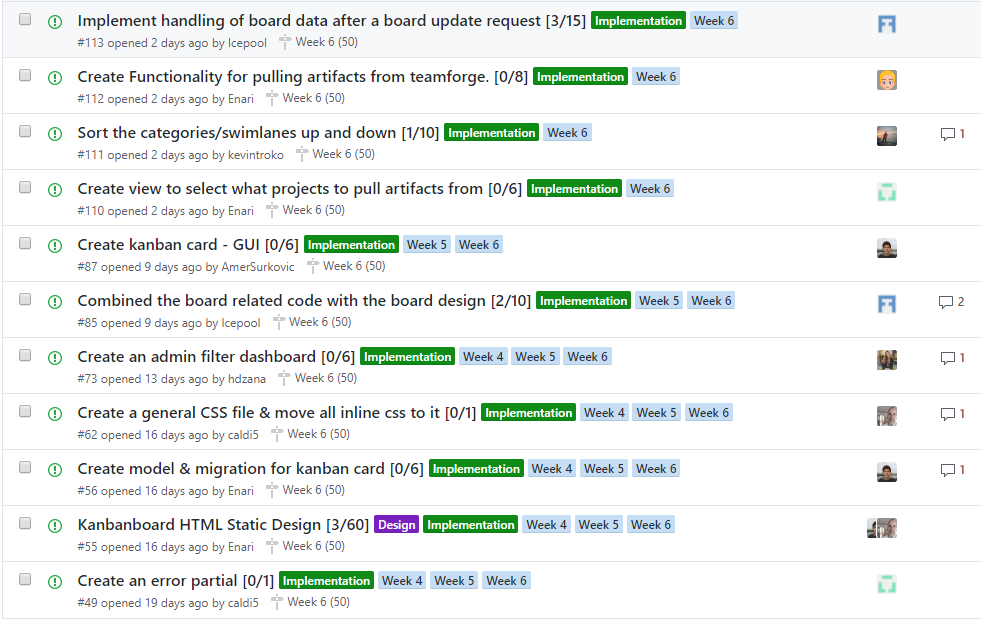 Implement handling of board data after a board update request [3/15] Implementation Week 6
#113 opened 2 days ago by Icepool Week 6 (50)
Create Functionality for pulling artifacts from teamforge. [0/8] Implementation Week 6
#112 opened 2 days ago by Enari Week 6 (50)
Sort the categories/swimlanes up and down [1/10] Implementation Week 6 1
#111 opened 2 days ago by kevintroko Week 6 (50)
Create view to select what projects to pull artifacts from [0/6] Implementation Week 6
#110 opened 2 days ago by Enari Week 6 (50)
Create kanban card - GUI [0/6] Implementation Week 5 Week 6
#87 opened 9 days ago by AmerSurkovic Week 6 (50)
Combined the board related code with the board design [2/10] Implementation Week 5 Week 6 2
#85 opened 9 days ago by Icepool Week 6 (50)
Create an admin filter dashboard [0/6] Implementation Week 4 Week 5 Week 6 1
#73 opened 13 days ago by hdzana Week 6 (50)
Create a general CSS file & move all inline css to it [0/1] Implementation Week 4 Week 5 Week 6 1
#62 opened 16 days ago by caldi5 Week 6 (50)
Create model & migration for kanban card [0/6] Implementation Week 4 Week 5 Week 6 1
#56 opened 16 days ago by Enari Week 6 (50)
Kanbanboard HTML Static Design [3/60] Design Implementation Week 4 Week 5 Week 6
#55 opened 16 days ago by Enari Week 6 (50)
Create an error partial [0/1] Implementation Week 4 Week 5 Week 6
#49 opened 19 days ago by caldi5 Week 6 (50)